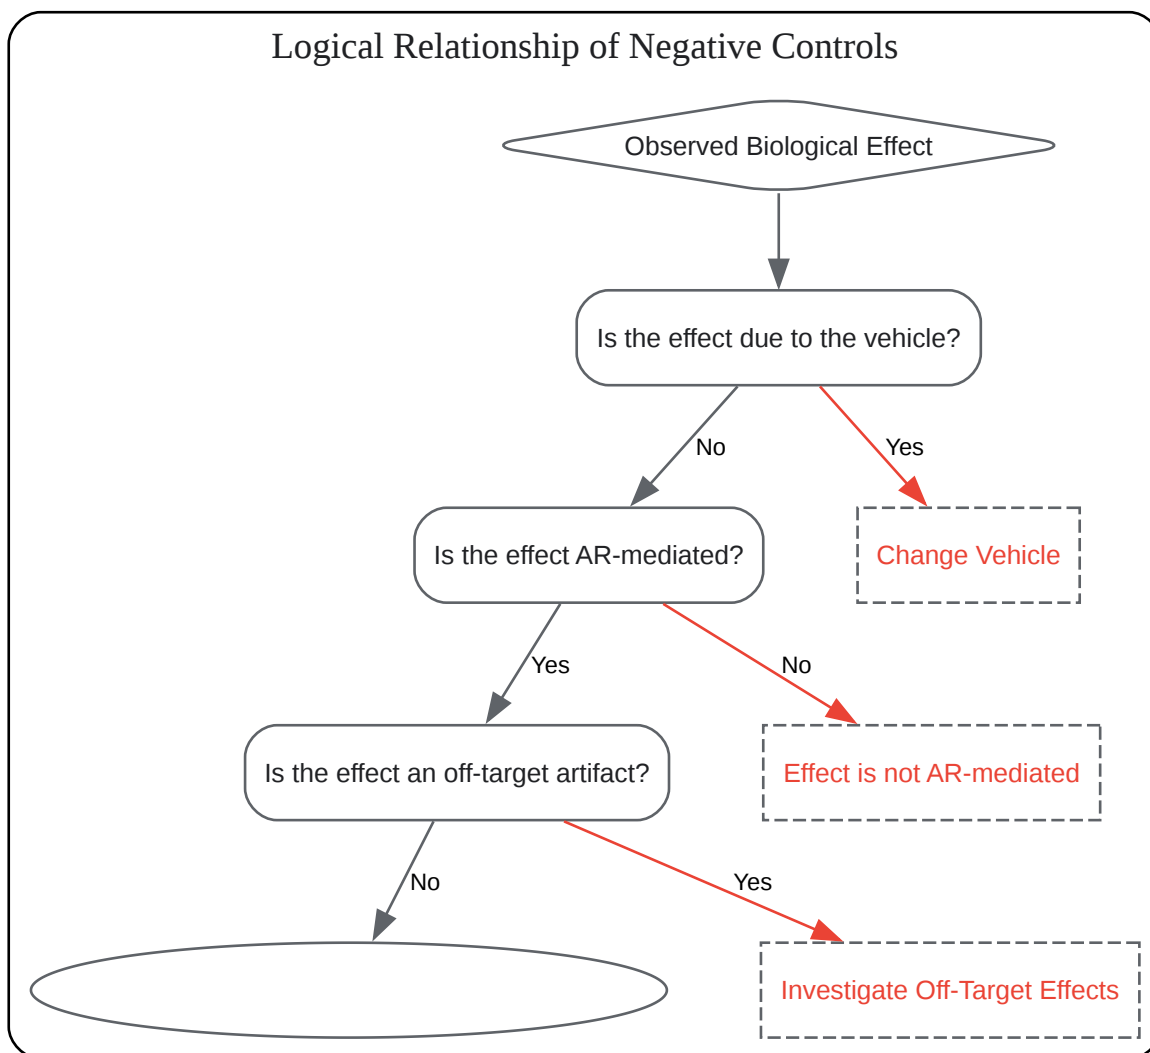 Logical Relationship of Negative Controls
Observed Biological Effect
Is the effect due to the vehicle?
No
Yes
Is the effect AR-mediated?
Change Vehicle
Yes
No
Is the effect an off-target artifact?
Effect is not AR-mediated
No
Yes
Investigate Off-Target Effects